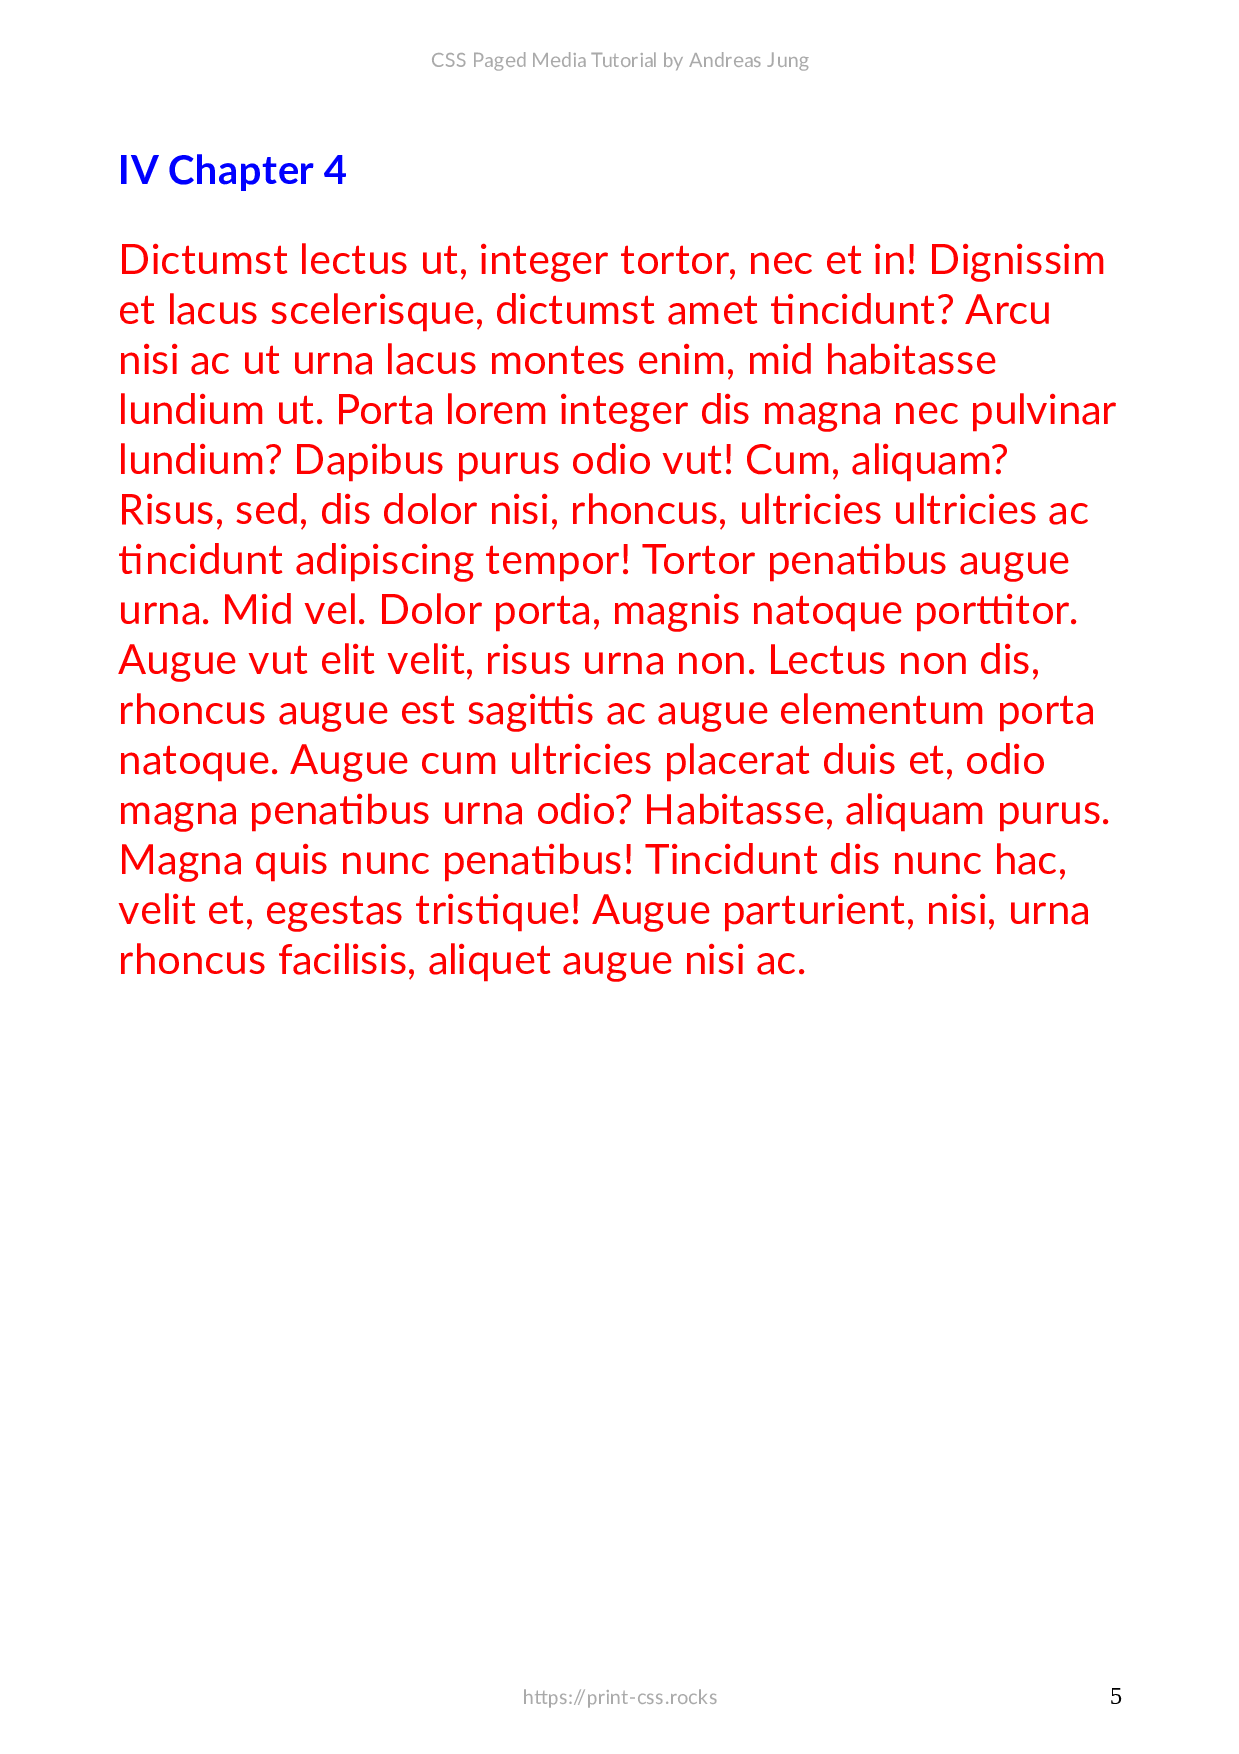 CSS Paged Media Tutorial by Andreas Jung
IV Chapter 4
Dictumst lectus ut, integer tortor, nec et in! Dignissim
et lacus scelerisque, dictumst amet tincidunt? Arcu
nisi ac ut urna lacus montes enim, mid habitasse
lundium ut. Porta lorem integer dis magna nec pulvinar
lundium? Dapibus purus odio vut! Cum, aliquam?
Risus, sed, dis dolor nisi, rhoncus, ultricies ultricies ac
tincidunt adipiscing tempor! Tortor penatibus augue
urna. Mid vel. Dolor porta, magnis natoque porttitor.
Augue vut elit velit, risus urna non. Lectus non dis,
rhoncus augue est sagittis ac augue elementum porta
natoque. Augue cum ultricies placerat duis et, odio
magna penatibus urna odio? Habitasse, aliquam purus.
Magna quis nunc penatibus! Tincidunt dis nunc hac,
velit et, egestas tristique! Augue parturient, nisi, urna
rhoncus facilisis, aliquet augue nisi ac.
https://print-css.rocks
5